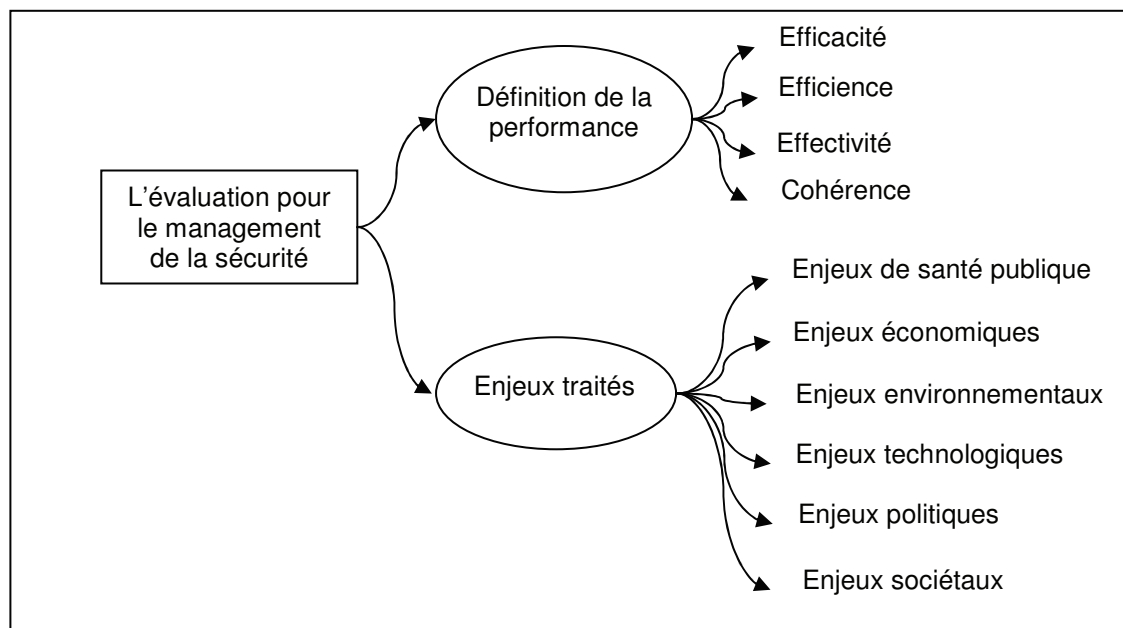 L'évaluation pour
le management
de la sécurité
Définition de la
performance
Efficacité
Efficience
Effectivité
Cohérence
Enjeux traités
Enjeux de santé publique
Enjeux économiques
Enjeux environnementaux
Enjeux technologiques
Enjeux politiques
Enjeux sociétaux